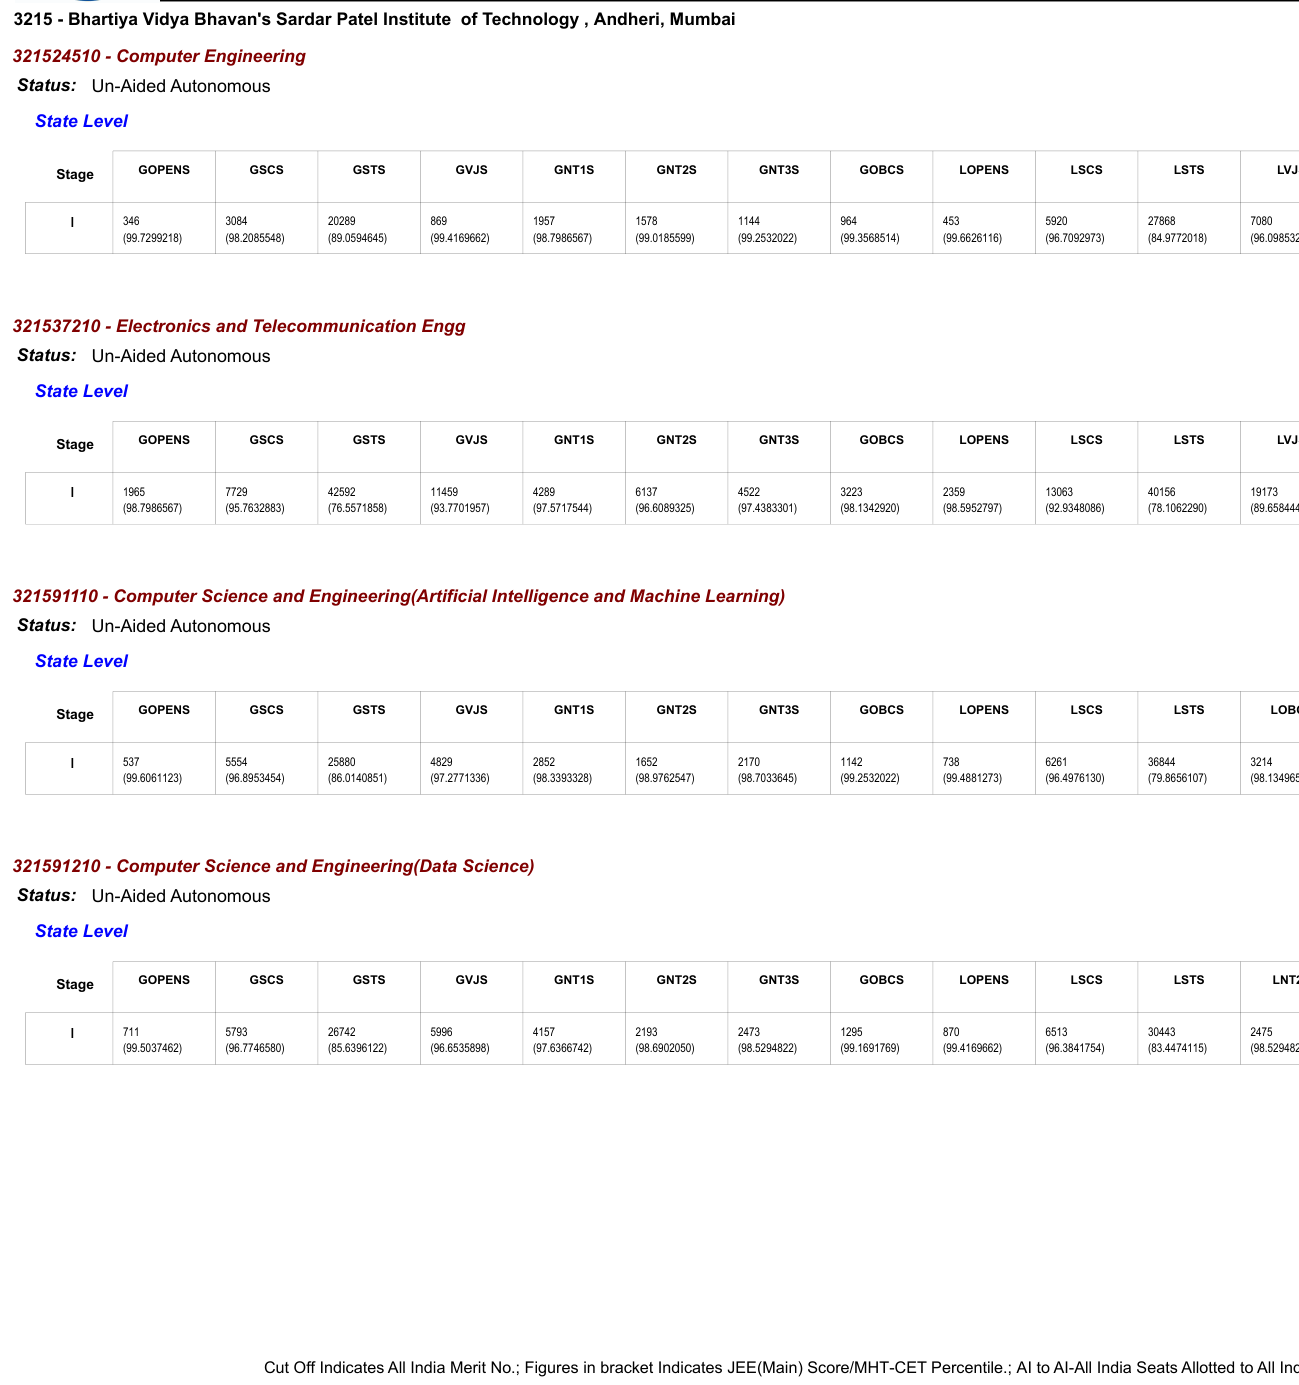 3215 - Bhartiya Vidya Bhavan's Sardar Patel Institute of Technology , Andheri, Mumbai
321524510 - Computer Engineering
Status: Un-Aided Autonomous
State Level
Stage GOPENS GSCS GSTS GVJS GNT1S GNT2S GNT3S GOBCS LOPENS LSCS LSTS LVJ
I 346 3084 20289 869 1957 1578 1144 964 453 5920 27868 7080
(99.7299218) (98.2085548) (89.0594645) (99.4169662) (98.7986567) (99.0185599) (99.2532022) (99.3568514) (99.6626116) (96.7092973) (84.9772018) (96.098532
321537210 - Electronics and Telecommunication Engg
Status: Un-Aided Autonomous
State Level
Stage GOPENS GSCS GSTS GVJS GNT1S GNT2S GNT3S GOBCS LOPENS LSCS LSTS LVJ
I 1965 7729 42592 11459 4289 6137 4522 3223 2359 13063 40156 19173
(98.7986567) (95.7632883) (76.5571858) (93.7701957) (97.5717544) (96.6089325) (97.4383301) (98.1342920) (98.5952797) (92.9348086) (78.1062290) (89.658444
321591110 - Computer Science and Engineering(Artificial Intelligence and Machine Learning)
Status: Un-Aided Autonomous
State Level
Stage GOPENS GSCS GSTS GVJS GNT1S GNT2S GNT3S GOBCS LOPENS LSCS LSTS LOBC
I 537 5554 25880 4829 2852 1652 2170 1142 738 6261 36844 3214
(99.6061123) (96.8953454) (86.0140851) (97.2771336) (98.3393328) (98.9762547) (98.7033645) (99.2532022) (99.4881273) (96.4976130) (79.8656107) (98.134965
321591210 - Computer Science and Engineering(Data Science)
Status: Un-Aided Autonomous
State Level
Stage GOPENS GSCS GSTS GVJS GNT1S GNT2S GNT3S GOBCS LOPENS LSCS LSTS LNT2
I 711 5793 26742 5996 4157 2193 2473 1295 870 6513 30443 2475
(99.5037462) (96.7746580) (85.6396122) (96.6535898) (97.6366742) (98.6902050) (98.5294822) (99.1691769) (99.4169662) (96.3841754) (83.4474115) (98.529482
Cut Off Indicates All India Merit No.; Figures in bracket Indicates JEE(Main) Score/MHT-CET Percentile.; AI to AI-All India Seats Allotted to All Ind